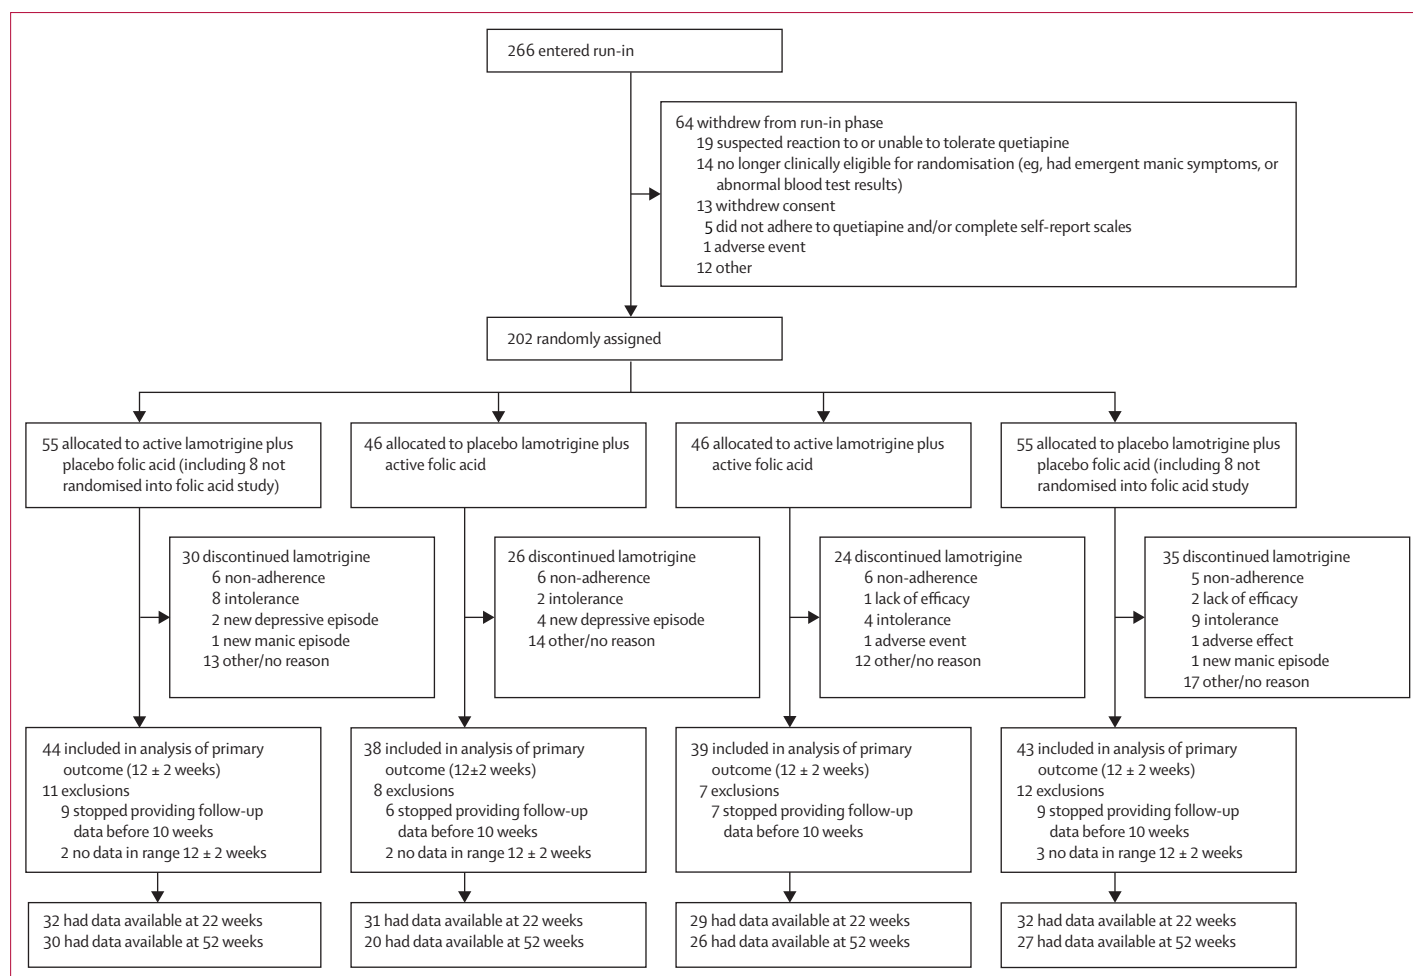 266 entered run-in
64 withdrew from run-in phase
19 suspected reaction to or unable to tolerate quetiapine
14 no longer clinically eligible for randomisation (eg, had emergent manic symptoms, or
abnormal blood test results)
13 withdrew consent
5 did not adhere to quetiapine and/or complete self-report scales
1 adverse event
12 other
202 randomly assigned
55 allocated to active lamotrigine plus
placebo folic acid (including 8 not
randomised into folic acid study)
46 allocated to placebo lamotrigine plus
active folic acid
46 allocated to active lamotrigine plus
active folic acid
55 allocated to placebo lamotrigine plus
placebo folic acid (including 8 not
randomised into folic acid study
30 discontinued lamotrigine
6 non-adherence
8 intolerance
2 new depressive episode
1 new manic episode
13 other/no reason
26 discontinued lamotrigine
6 non-adherence
2 intolerance
4 new depressive episode
14 other/no reason
24 discontinued lamotrigine
6 non-adherence
1 lack of efficacy
4 intolerance
1 adverse event
12 other/no reason
35 discontinued lamotrigine
5 non-adherence
2 lack of efficacy
9 intolerance
1 adverse effect
1 new manic episode
17 other/no reason
44 included in analysis of primary
outcome (12 ± 2 weeks)
11 exclusions
9 stopped providing follow-up
data before 10 weeks
2 no data in range 12 ± 2 weeks
38 included in analysis of primary
outcome (12±2 weeks)
8 exclusions
6 stopped providing follow-up
data before 10 weeks
2 no data in range 12 ± 2 weeks
39 included in analysis of primary
outcome (12 ± 2 weeks)
7 exclusions
7 stopped providing follow-up
data before 10 weeks
43 included in analysis of primary
outcome (12 ± 2 weeks)
12 exclusions
9 stopped providing follow-up
data before 10 weeks
3 no data in range 12 ± 2 weeks
32 had data available at 22 weeks
30 had data available at 52 weeks
31 had data available at 22 weeks
20 had data available at 52 weeks
29 had data available at 22 weeks
26 had data available at 52 weeks
32 had data available at 22 weeks
27 had data available at 52 weeks